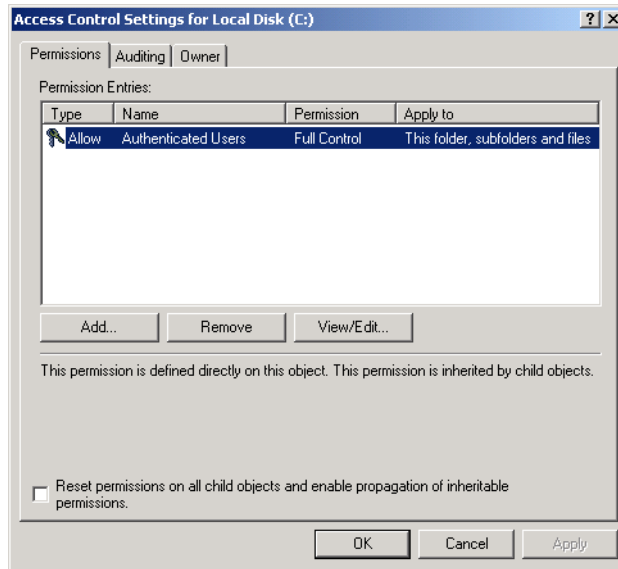 Access Control Settings for Local Disk (C:)
Permissions Auditing Owner
Permission Entries:
Type Name Permission Apply to
Allow Authenticated Users Full Control This folder, subfolders and files
Add... Remove View/Edit...
This permission is defined directly on this object. This permission is inherited by child objects.
Reset permissions on all child objects and enable propagation of inheritable
permissions.
OK Cancel Apply